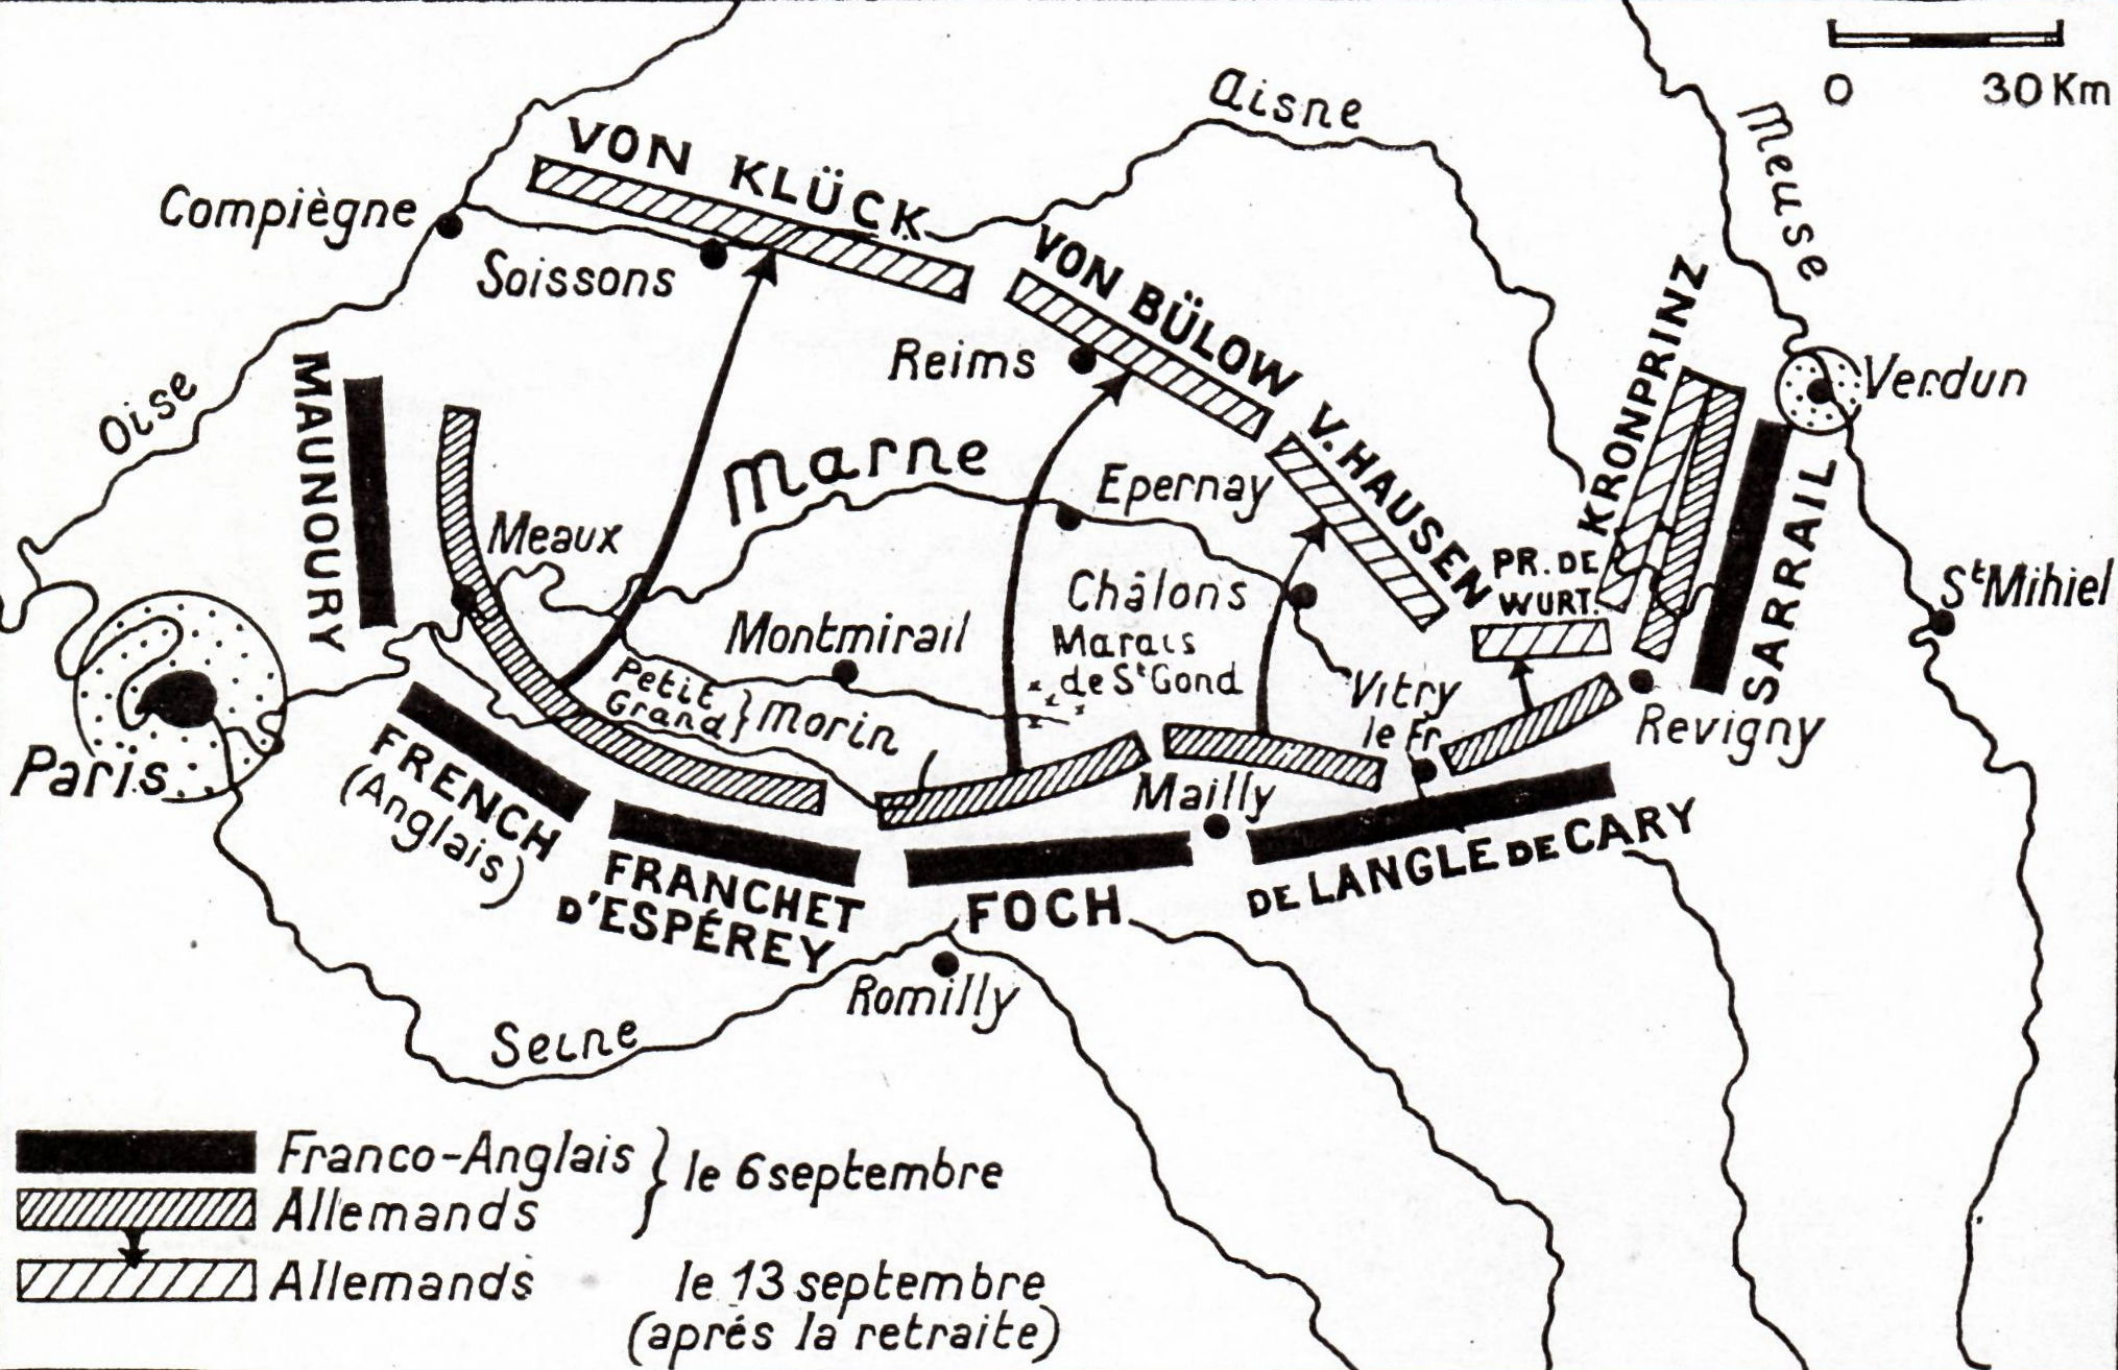 0 30 Km
Aisne
Meuse
VON KLÜCK
Compiègne
Soissons
VON BÜLOW
Reims
KRONPRINZ
Verdun
MAUNOURY
Oise
Marne
Epernay
V. HAUSEN
Meaux
PR. DE
WURT.
SARRAIL
St Mihiel
Châlons
Montmirail
Marais
de St Gond
Petit
Grand } Morin
Vitry
le Fr
Revigny
Paris
FRENCH
(Anglais)
Mailly
FRANCHET
D'ESPÉREY
FOCH
DE LANGLE DE CARY
Romilly
Seine
Franco-Anglais } le 6 septembre
Allemands
Allemands le 13 septembre
(aprés la retraite)